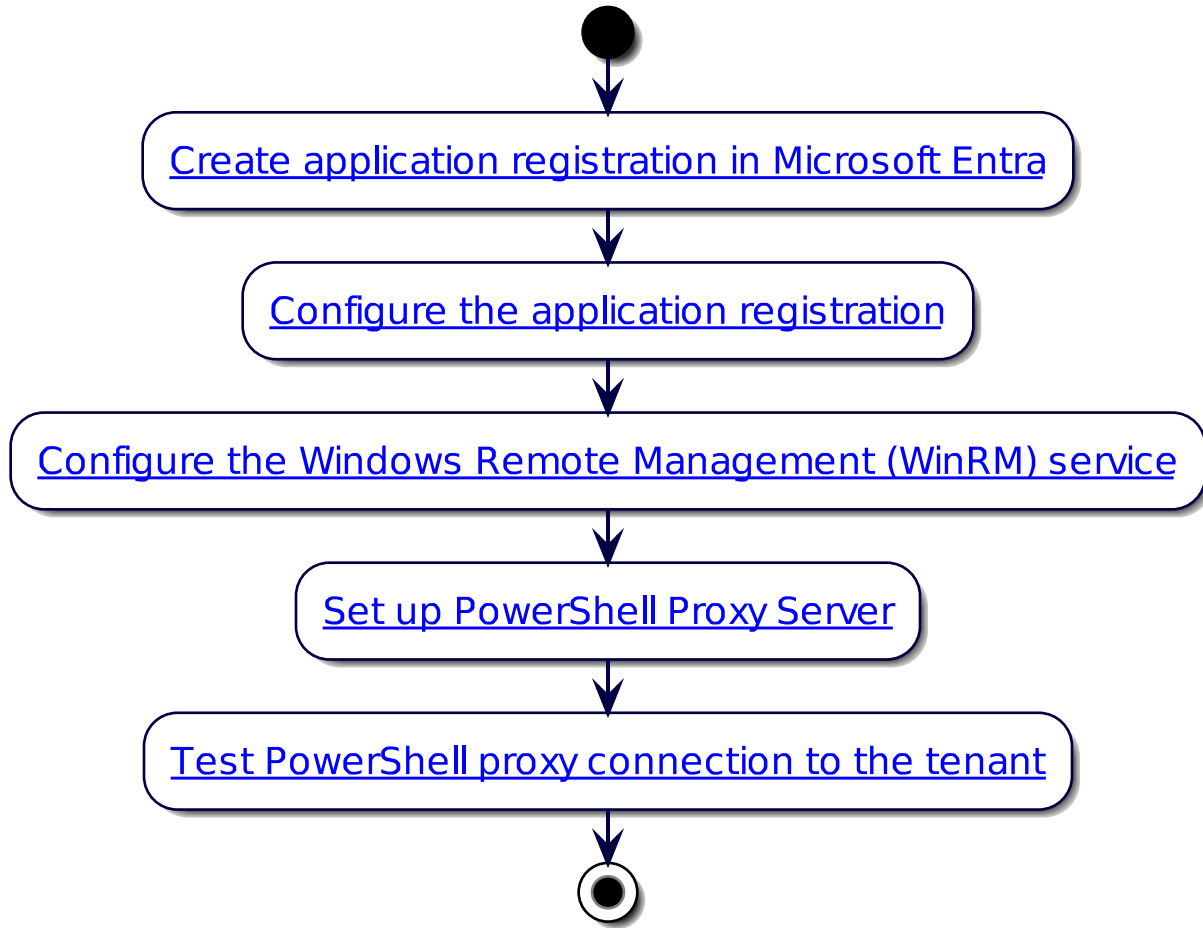 Create application registration in Microsoft Entra
Configure the application registration
Configure the Windows Remote Management (WinRM) service
Set up PowerShell Proxy Server
Test PowerShell proxy connection to the tenant